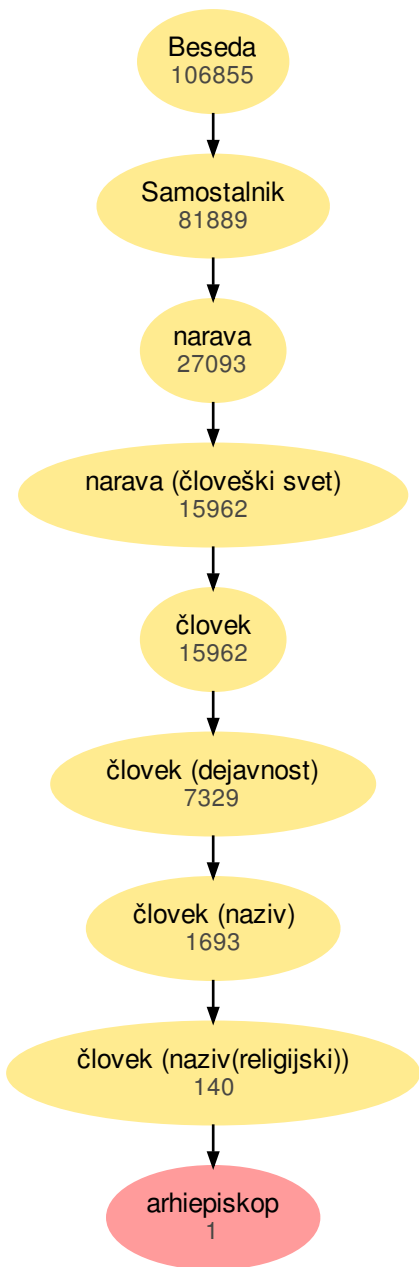 Beseda
106855
Samostalnik
81889
narava
27093
narava (človeški svet)
15962
človek
15962
človek (dejavnost)
7329
človek (naziv)
1693
človek (naziv(religijski))
140
arhiepiskop
1